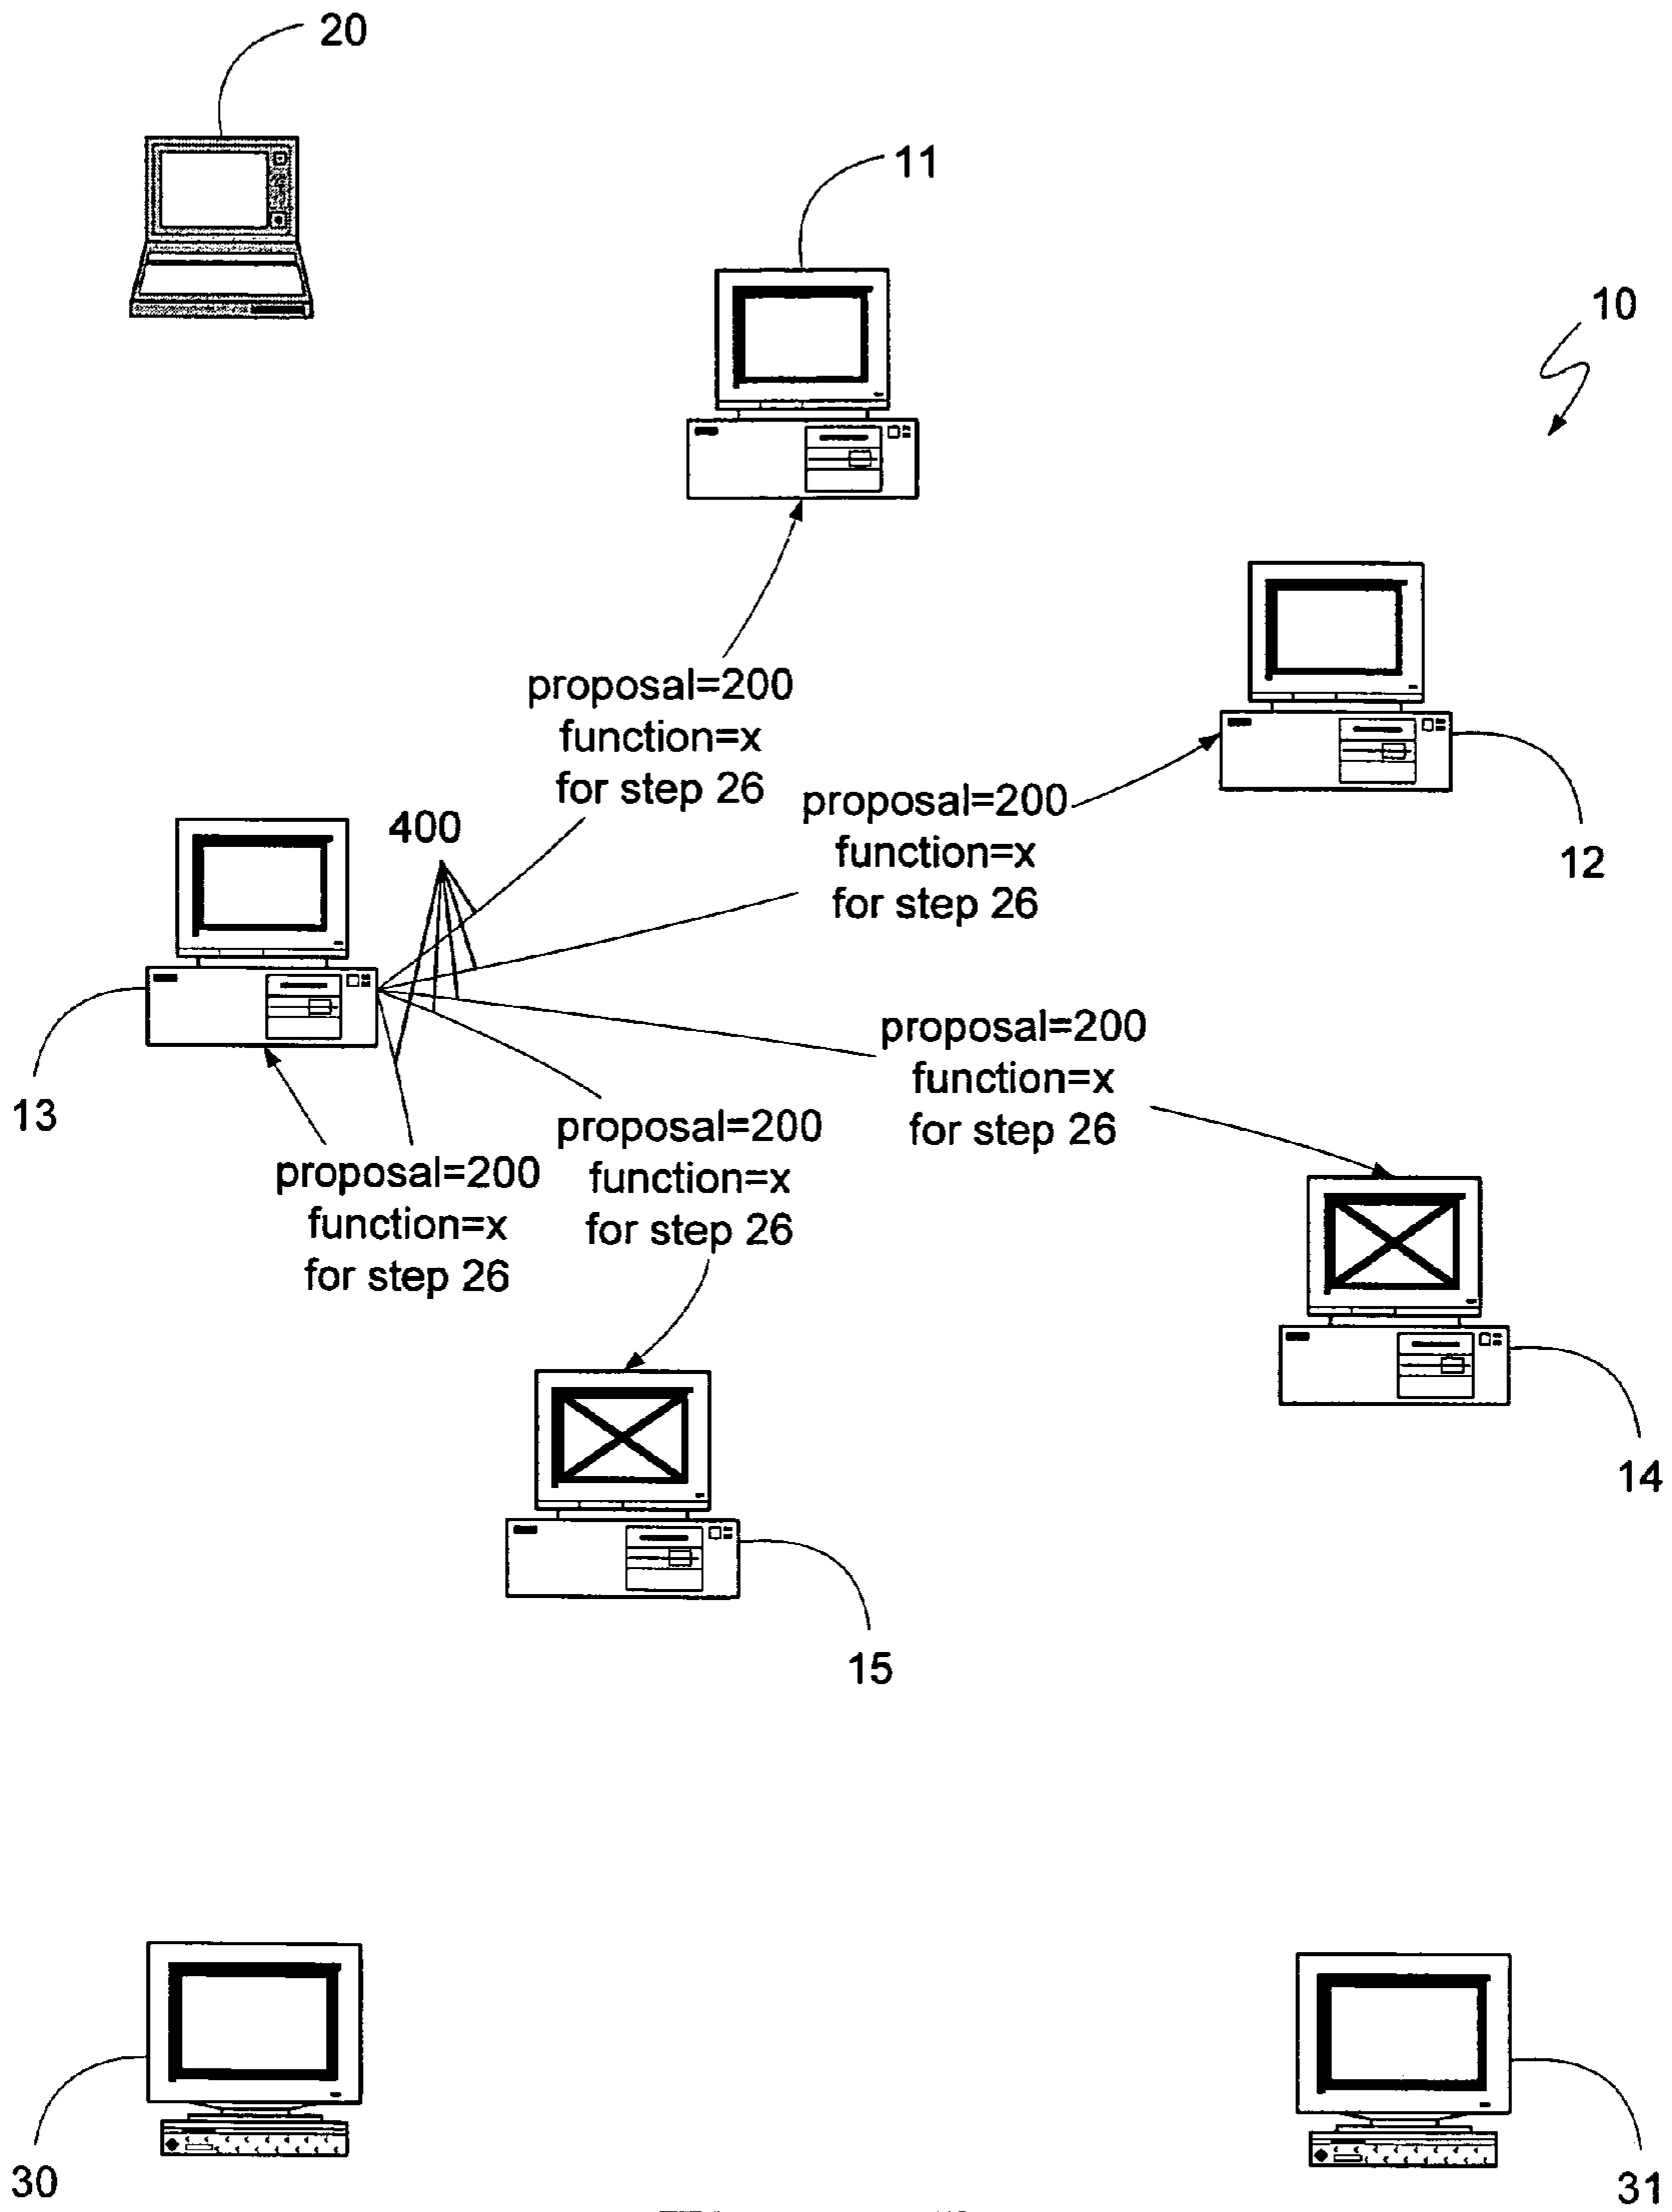 20
11
10
proposal=200
function=x
for step 26
proposal=200
function=x
for step 26
12
400
13
proposal=200
function=x
for step 26
proposal=200
function=x
for step 26
proposal=200
function=x
for step 26
14
15
30
31